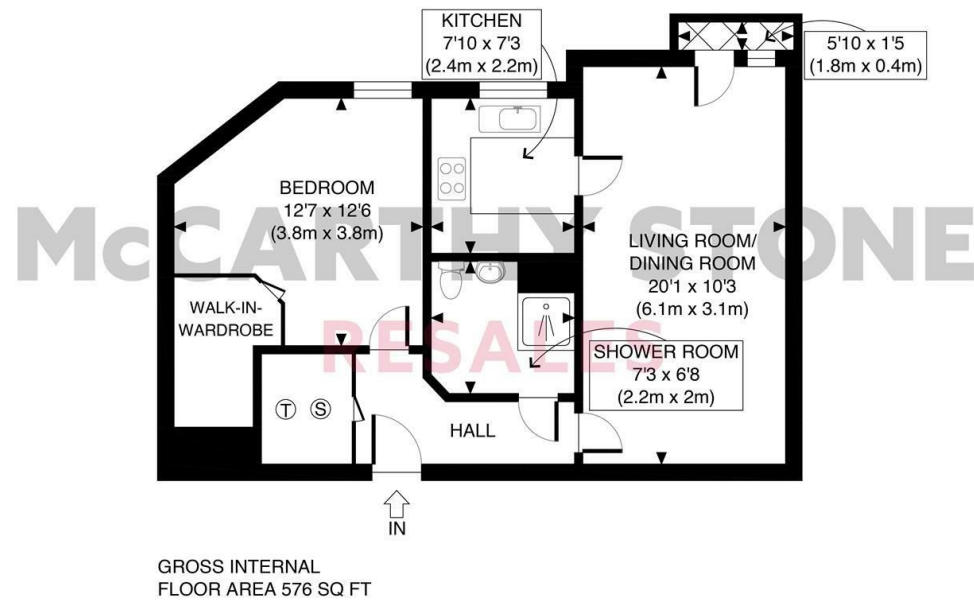 KITCHEN
7'10 x 7'3
(2.4m x 2.2m)
5'10 x 1'5
(1.8m x 0.4m)
BEDROOM
12'7 x 12'6
(3.8m x 3.8m)
McCARTHY STONE
RESALES
LIVING ROOM/
DINING ROOM
20'1 x 10'3
(6.1m x 3.1m)
WALK-IN-
WARDROBE
SHOWER ROOM
7'3 x 6'8
(2.2m x 2m)
T S
HALL
IN
GROSS INTERNAL
FLOOR AREA 576 SQ FT